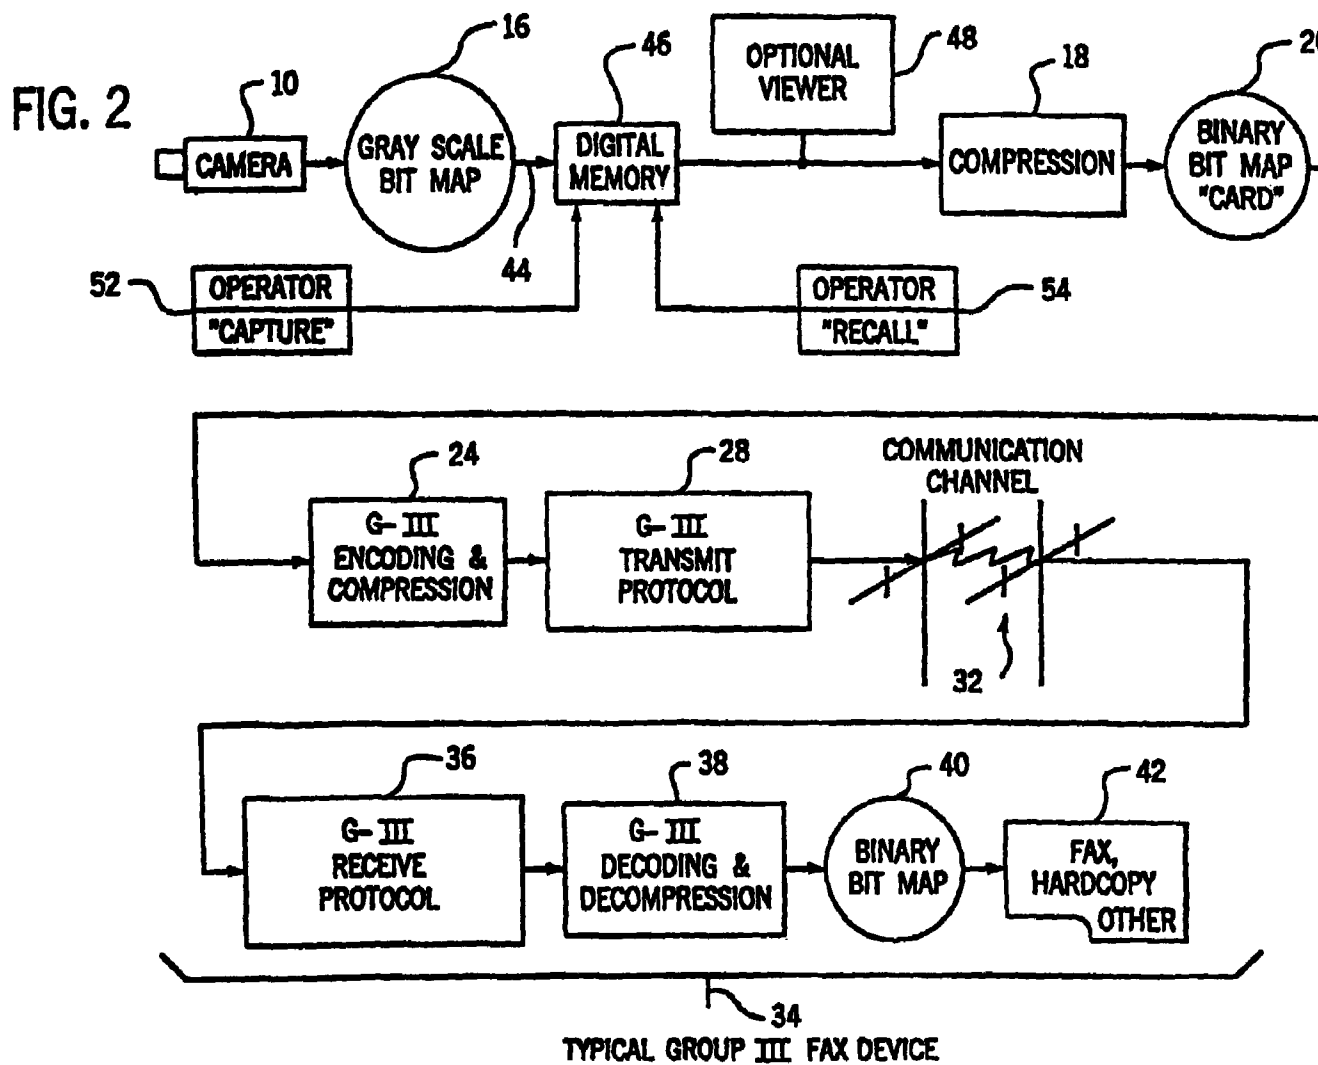 FIG. 2
10
16
46
48
18
CAMERA
GRAY SCALE
BIT MAP
DIGITAL
MEMORY
OPTIONAL
VIEWER
COMPRESSION
BINARY
BIT MAP
"CARD"
44
52
OPERATOR
"CAPTURE"
OPERATOR
"RECALL"
54
24
G-III
ENCODING &
COMPRESSION
28
G-III
TRANSMIT
PROTOCOL
COMMUNICATION
CHANNEL
32
36
G-III
RECEIVE
PROTOCOL
38
G-III
DECODING &
DECOMPRESSION
40
BINARY
BIT MAP
42
FAX,
HARDCOPY
OTHER
34
TYPICAL GROUP III FAX DEVICE